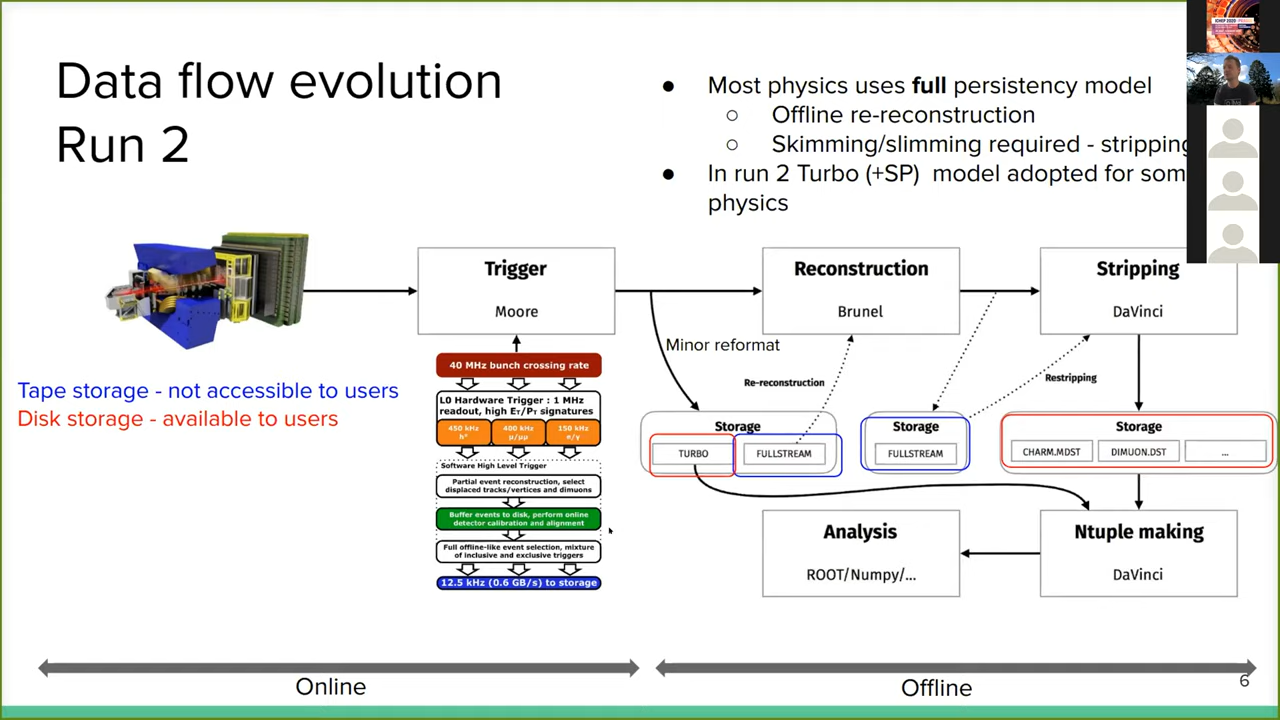 Data flow evolution
Run 2
● Most physics uses full persistency model
○ Offline re-reconstruction
○ Skimming/slimming required - stripping
● In run 2 Turbo (+SP) model adopted for som
physics
Trigger
Moore
Reconstruction
Brunel
Stripping
DaVinci
Minor reformat
Re-reconstruction
Restripping
Tape storage - not accessible to users
Disk storage - available to users
40 MHz bunch crossing rate
L0 Hardware Trigger : 1 MHz
readout, high ET/PT signatures
450 kHz
h±
400 kHz
μ/μμ
150 kHz
e/γ
Software High Level Trigger
Partial event reconstruction, select
displaced tracks/vertices and dimuons
Buffer events to disk, perform online
detector calibration and alignment
Full offline-like event selection, mixture
of inclusive and exclusive triggers
12.5 kHz (0.6 GB/s) to storage
Storage
TURBO
FULLSTREAM
Storage
FULLSTREAM
Storage
CHARM.MDST
DIMUON.DST
...
Analysis
ROOT/Numpy/...
Ntuple making
DaVinci
Online
Offline
6